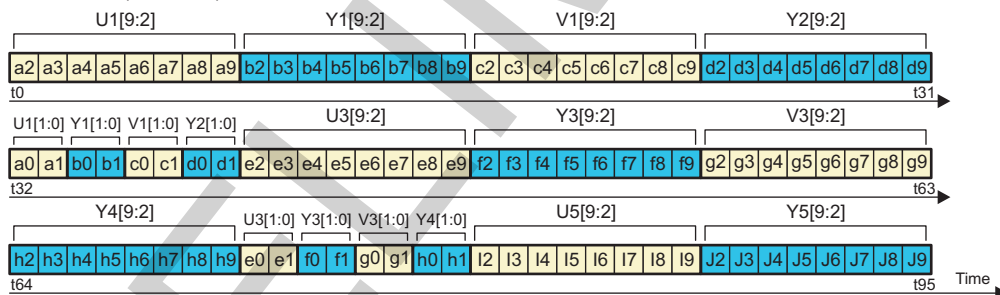 U1[9:2] Y1[9:2] V1[9:2] Y2[9:2]
a2 a3 a4 a5 a6 a7 a8 a9 b2 b3 b4 b5 b6 b7 b8 b9 c2 c3 c4 c5 c6 c7 c8 c9 d2 d3 d4 d5 d6 d7 d8 d9
t0 t31
U1[1:0] Y1[1:0] V1[1:0] Y2[1:0] U3[9:2] Y3[9:2] V3[9:2]
a0 a1 b0 b1 c0 c1 d0 d1 e2 e3 e4 e5 e6 e7 e8 e9 f2 f3 f4 f5 f6 f7 f8 f9 g2 g3 g4 g5 g6 g7 g8 g9
t32 t63
Y4[9:2] U3[1:0] Y3[1:0] V3[1:0] Y4[1:0] U5[9:2] Y5[9:2]
h2 h3 h4 h5 h6 h7 h8 h9 e0 e1 f0 f1 g0 g1 h0 h1 I2 I3 I4 I5 I6 I7 I8 I9 J2 J3 J4 J5 J6 J7 J8 J9
t64 t95 Time